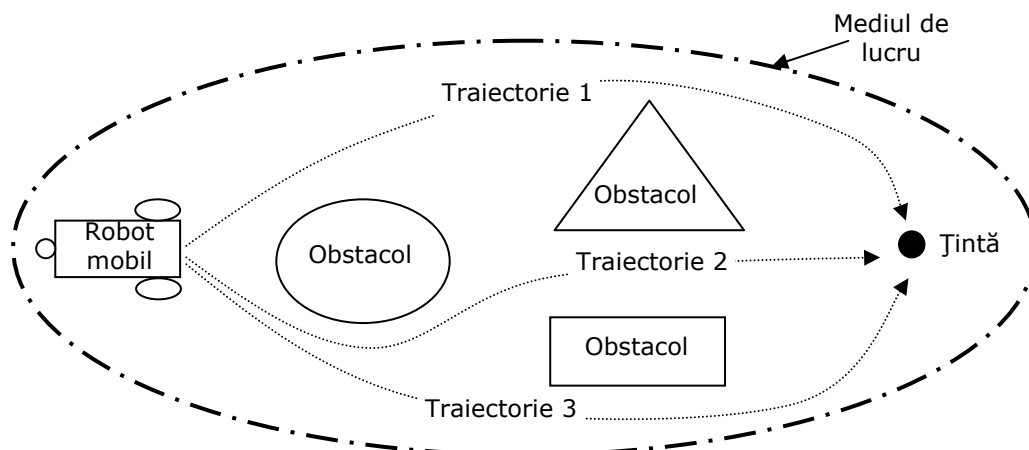 Mediul de
lucru
Traiectorie 1
Obstacol
Robot
mobil
Obstacol
Traiectorie 2
Ţintă
Obstacol
Traiectorie 3